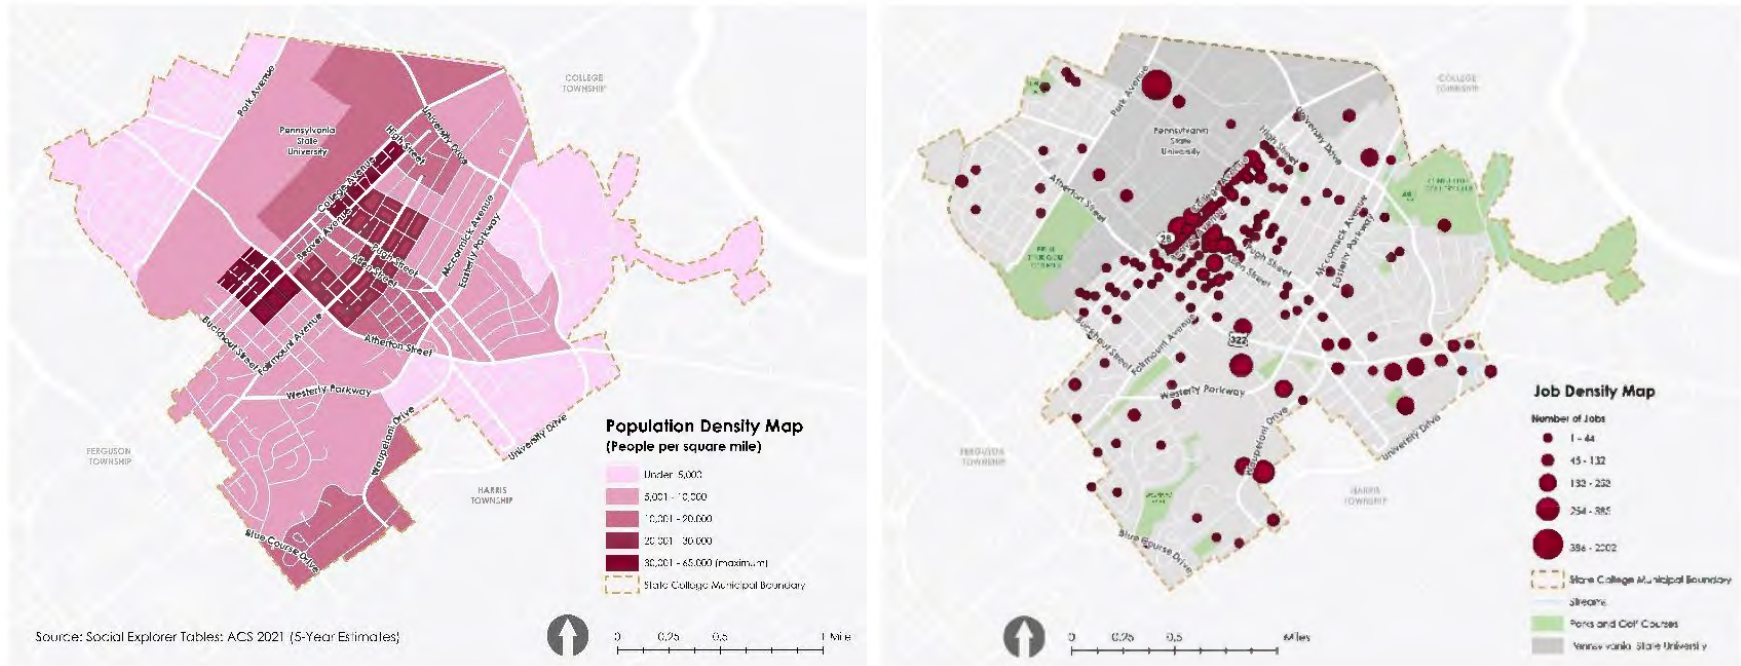 COLLEGE
TOWNSHIP
Park Avenue
University Drive
High Street
Pennsylvania
State
University
College Avenue
Beaver Avenue
McCormick Avenue
Easterly Parkway
Pugh Street
Allen Street
Buckhout Street
Fairmount Avenue
Atherton Street
Westerly Parkway
Waupelani Drive
University Drive
FERGUSON
TOWNSHIP
HARRIS
TOWNSHIP
Blue Course Drive
Population Density Map
(People per square mile)
Under 5,000
5,001 - 10,000
10,001 - 20,000
20,001 - 30,000
30,001 - 65,000 (maximum)
State College Municipal Boundary
Source: Social Explorer Tables: ACS 2021 (5-Year Estimates)
0 0.25 0.5 1 Mile
COLLEGE
TOWNSHIP
Park Avenue
University Drive
High Street
Pennsylvania
State
University
Atherton Street
College Avenue
26
McCormick Avenue
Easterly Parkway
Pugh Street
Allen Street
Buckhout Street
Fairmount Avenue
322
Westerly Parkway
Waupelani Drive
University Drive
FERGUSON
TOWNSHIP
HARRIS
TOWNSHIP
Blue Course Drive
Job Density Map
Number of Jobs
1 - 44
45 - 132
State College Municipal Boundary
Streams
Parks and Golf Courses
Pennsylvania State University
0 0.25 0.5 Miles